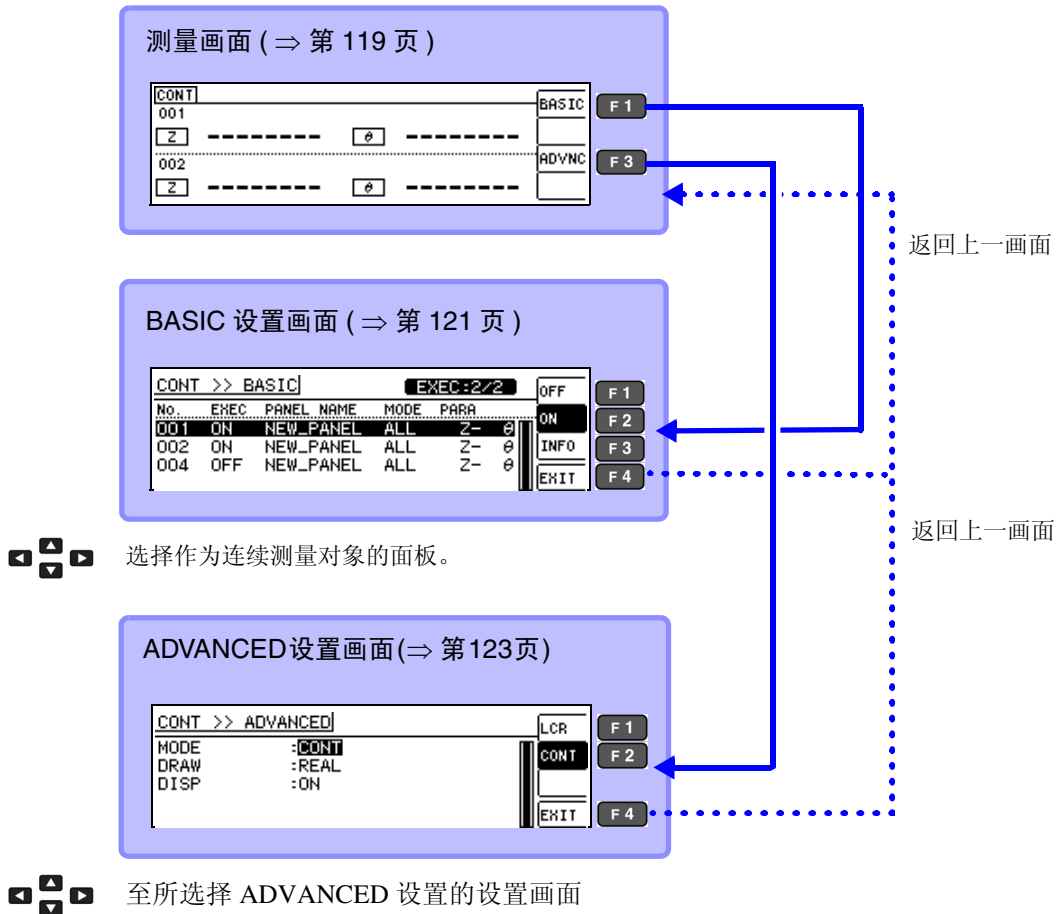 测量画面 ( ⇒ 第 119 页 )
CONT
001
Z -------- θ --------
002
Z -------- θ --------
BASIC
ADVNC
F 1
F 3
返回上一画面
BASIC 设置画面 ( ⇒ 第 121 页 )
CONT >> BASIC EXEC:2/2
No. EXEC PANEL NAME MODE PARA
001 ON NEW_PANEL ALL Z- θ
002 ON NEW_PANEL ALL Z- θ
004 OFF NEW_PANEL ALL Z- θ
OFF
ON
INFO
EXIT
F 1
F 2
F 3
F 4
返回上一画面
选择作为连续测量对象的面板。
ADVANCED设置画面(⇒ 第123页)
CONT >> ADVANCED
MODE :CONT
DRAW :REAL
DISP :ON
LCR
CONT
EXIT
F 1
F 2
F 4
至所选择 ADVANCED 设置的设置画面